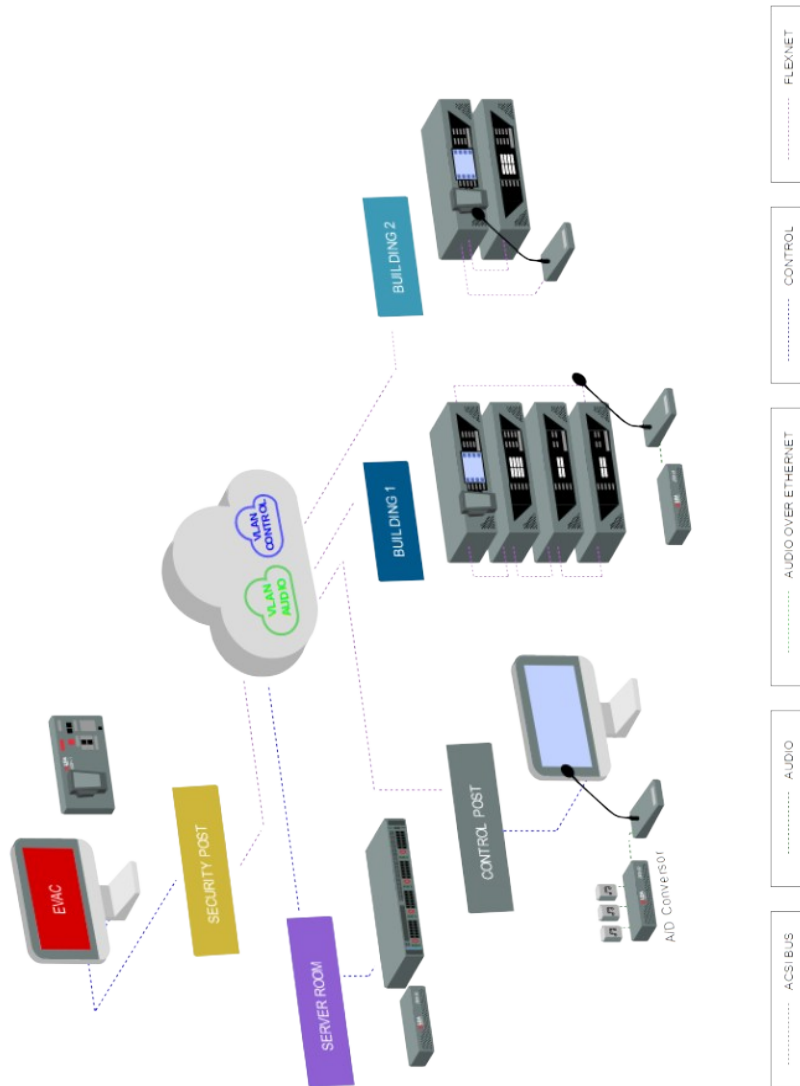 EVAC
SECURITY POST
SERVER ROOM
VLAN
AUDIO
VLAN
CONTROL
BUILDING 1
BUILDING 2
CONTROL POST
A/D Conversor
ACSI BUS
AUDIO
AUDIO OVER ETHERNET
CONTROL
FLEXNET